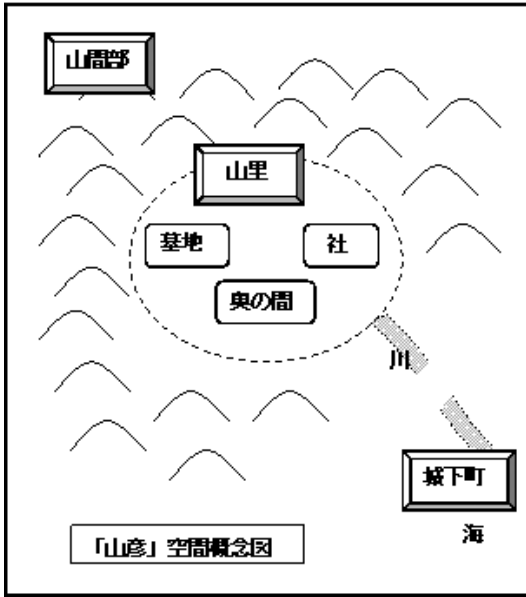 山間部
山里
墓地
社
奥の間
川
城下町
海
「山彦」空間概念図